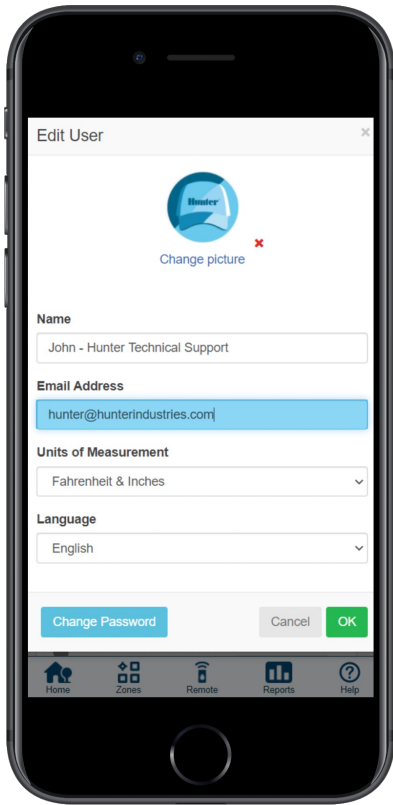 Edit User
×
Hunter
Change picture
Name
John - Hunter Technical Support
Email Address
hunter@hunterindustries.com
Units of Measurement
Fahrenheit & Inches
Language
English
Change Password Cancel OK
Home Zones Remote Reports Help